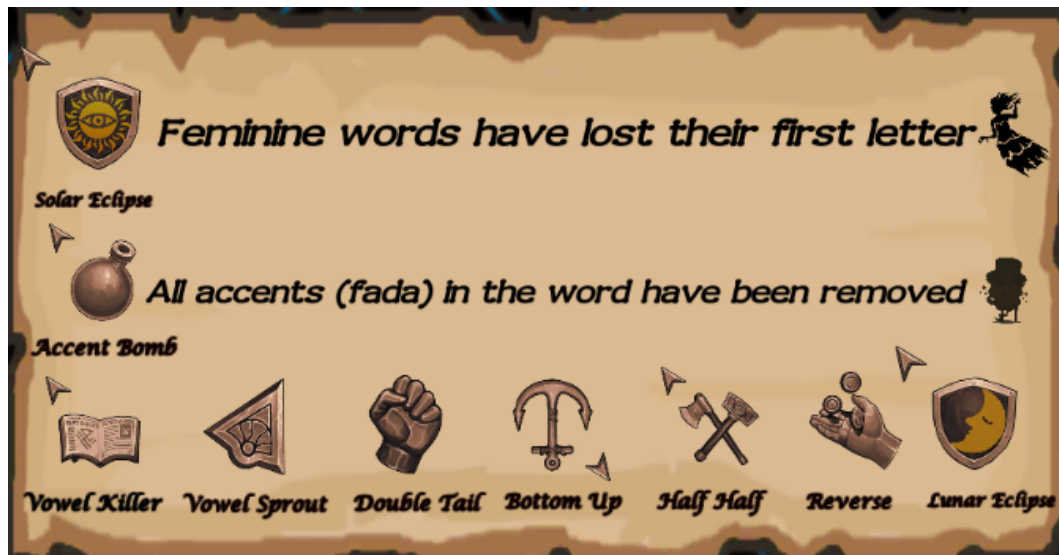 Feminine words have lost their first letter
Solar Eclipse
All accents (fada) in the word have been removed
Accent Bomb
Vowel Killer Vowel Sprout Double Tail Bottom Up Half Half Reverse Lunar Eclipse